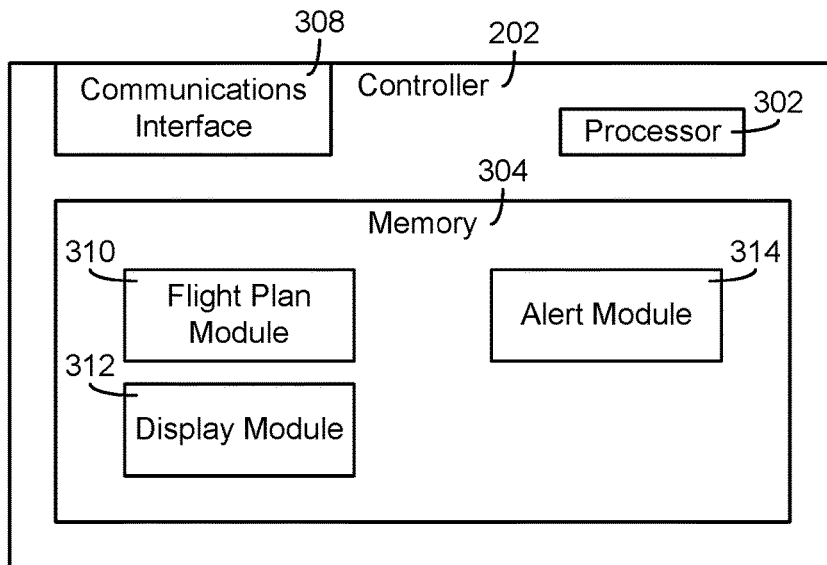 308
202
Communications
Interface
Controller
Processor
302
304
Memory
310
314
Flight Plan
Module
Alert Module
312
Display Module